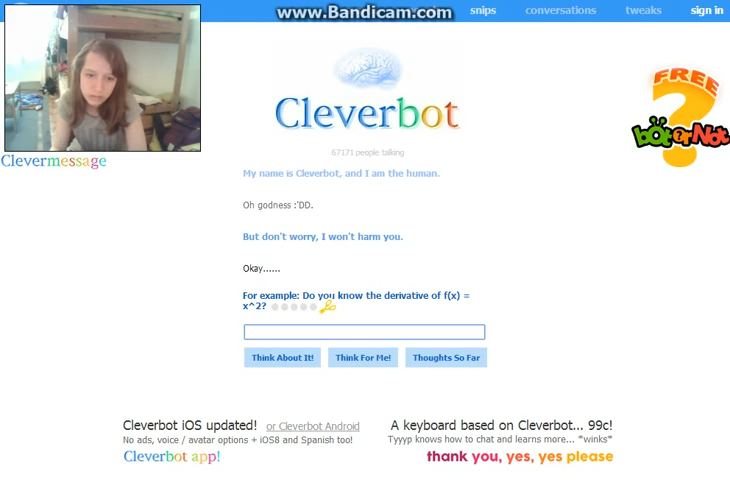 www.Bandicam.com
snips conversations tweaks sign in
Clevermessage
Cleverbot
FREE
?
bOt or Not
67171 people talking
My name is Cleverbot, and I am the human.
Oh godness :'DD.
But don't worry, I won't harm you.
Okay......
For example: Do you know the derivative of f(x) =
x^2?
Think About It! Think For Me! Thoughts So Far
Cleverbot iOS updated! or Cleverbot Android
No ads, voice / avatar options + iOS8 and Spanish too!
Cleverbot app!
A keyboard based on Cleverbot... 99c!
Tyyyp knows how to chat and learns more... *winks*
thank you, yes, yes please